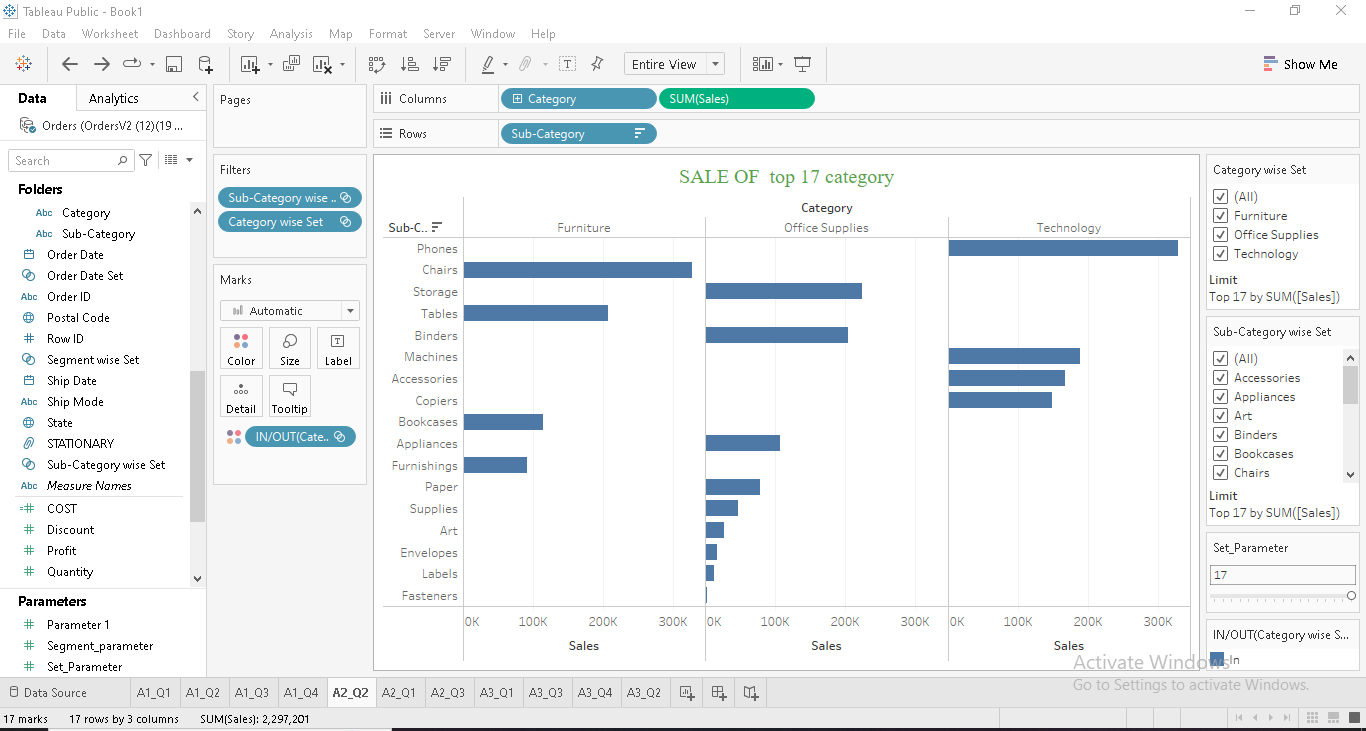 Tableau Public - Book1
File Data Worksheet Dashboard Story Analysis Map Format Server Window Help
Entire View
Show Me
Data Analytics
Orders (OrdersV2 (12)(19 ...
Search
Folders
Abc Category
Abc Sub-Category
Order Date
Order Date Set
Abc Order ID
Postal Code
Row ID
Segment wise Set
Ship Date
Abc Ship Mode
State
STATIONARY
Sub-Category wise Set
Abc Measure Names
COST
Discount
Profit
Quantity
Parameters
Parameter 1
Segment_parameter
Set_Parameter
Pages
Filters
Sub-Category wise ..
Category wise Set
Marks
Automatic
Color Size Label
Detail Tooltip
IN/OUT(Cate..
Columns Category SUM(Sales)
Rows Sub-Category
SALE OF top 17 category
Category
Sub-C.. Furniture Office Supplies Technology
Phones
Chairs
Storage
Tables
Binders
Machines
Accessories
Copiers
Bookcases
Appliances
Furnishings
Paper
Supplies
Art
Envelopes
Labels
Fasteners
0K 100K 200K 300K 0K 100K 200K 300K 0K 100K 200K 300K
Sales Sales Sales
Category wise Set
(All)
Furniture
Office Supplies
Technology
Limit
Top 17 by SUM([Sales])
Sub-Category wise Set
(All)
Accessories
Appliances
Art
Binders
Bookcases
Chairs
Limit
Top 17 by SUM([Sales])
Set_Parameter
17
IN/OUT(Category wise S...
In
Activate Windows
Go to Settings to activate Windows.
Data Source A1_Q1 A1_Q2 A1_Q3 A1_Q4 A2_Q2 A2_Q1 A2_Q3 A3_Q1 A3_Q3 A3_Q4 A3_Q2
17 marks 17 rows by 3 columns SUM(Sales): 2,297,201